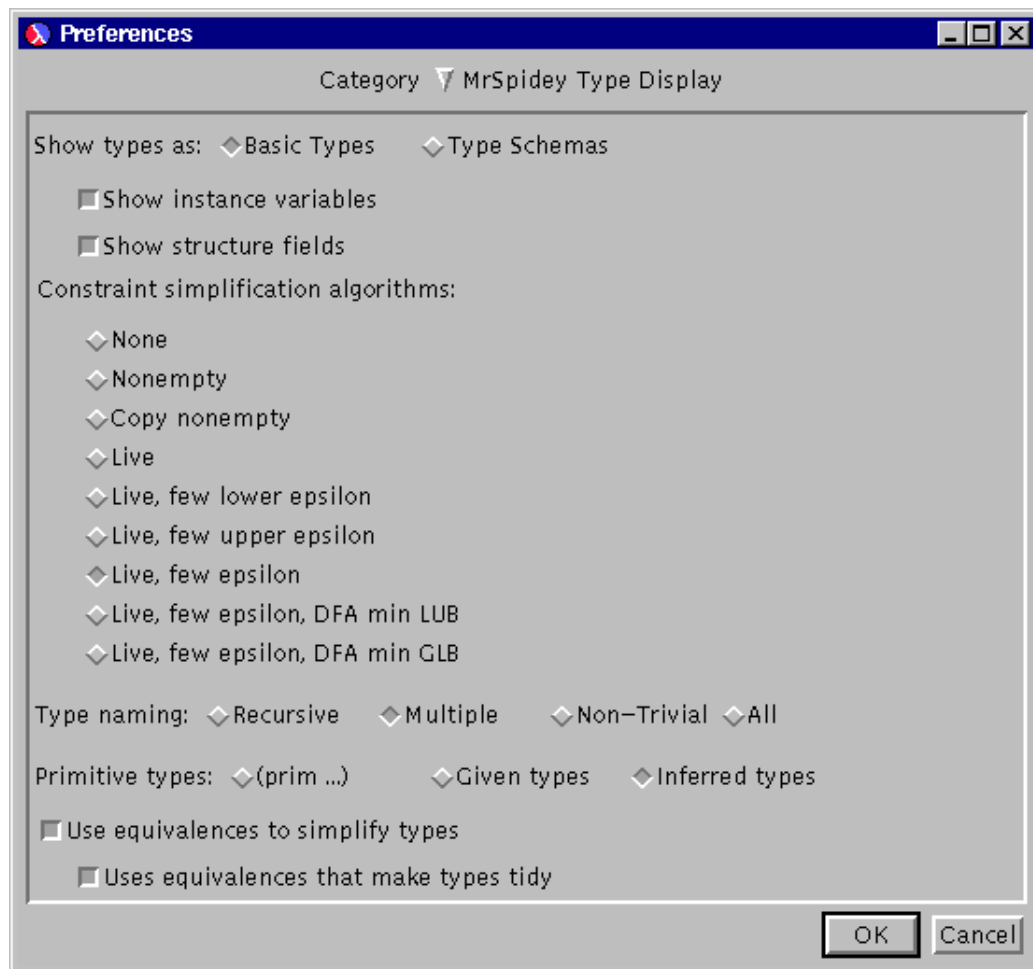 Preferences
Category MrSpidey Type Display
Show types as: Basic Types Type Schemas
Show instance variables
Show structure fields
Constraint simplification algorithms:
None
Nonempty
Copy nonempty
Live
Live, few lower epsilon
Live, few upper epsilon
Live, few epsilon
Live, few epsilon, DFA min LUB
Live, few epsilon, DFA min GLB
Type naming: Recursive Multiple Non-Trivial All
Primitive types: (prim ...) Given types Inferred types
Use equivalences to simplify types
Uses equivalences that make types tidy
OK Cancel